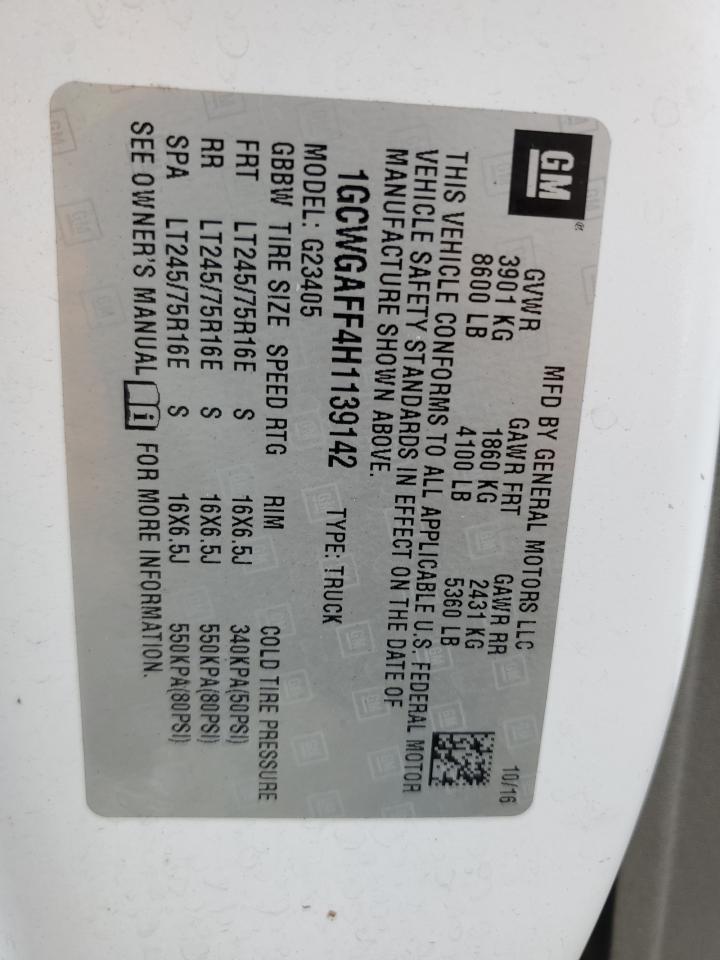 GM
MFD BY GENERAL MOTORS LLC 10/16
GVWR GAWR FRT GAWR RR
3901 KG 1860 KG 2431 KG
8600 LB 4100 LB 5360 LB
THIS VEHICLE CONFORMS TO ALL APPLICABLE U.S. FEDERAL MOTOR
VEHICLE SAFETY STANDARDS IN EFFECT ON THE DATE OF
MANUFACTURE SHOWN ABOVE.
1GCWGAFF4H1139142 TYPE: TRUCK
MODEL: G23405
GBBW TIRE SIZE SPEED RTG RIM COLD TIRE PRESSURE
FRT LT245/75R16E S 16X6.5J 340KPA(50PSI)
RR LT245/75R16E S 16X6.5J 550KPA(80PSI)
SPA LT245/75R16E S 16X6.5J 550KPA(80PSI)
SEE OWNER'S MANUAL FOR MORE INFORMATION.